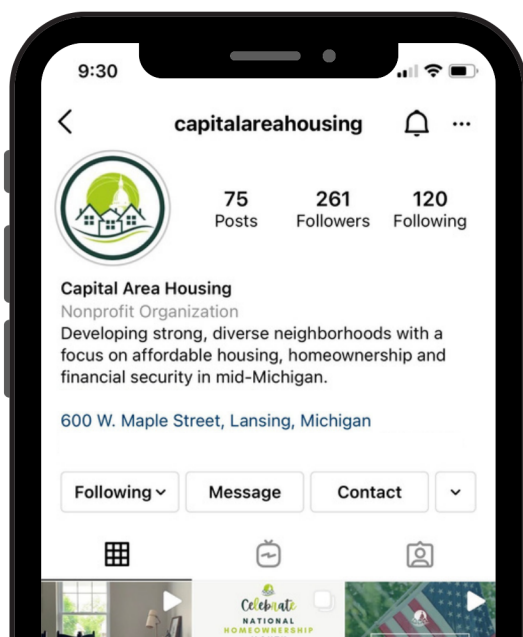 9:30
capitalareahousing
75 261 120
Posts Followers Following
Capital Area Housing
Nonprofit Organization
Developing strong, diverse neighborhoods with a
focus on affordable housing, homeownership and
financial security in mid-Michigan.
600 W. Maple Street, Lansing, Michigan
Following Message Contact
Celebrate
NATIONAL
HOMEOWNERSHIP